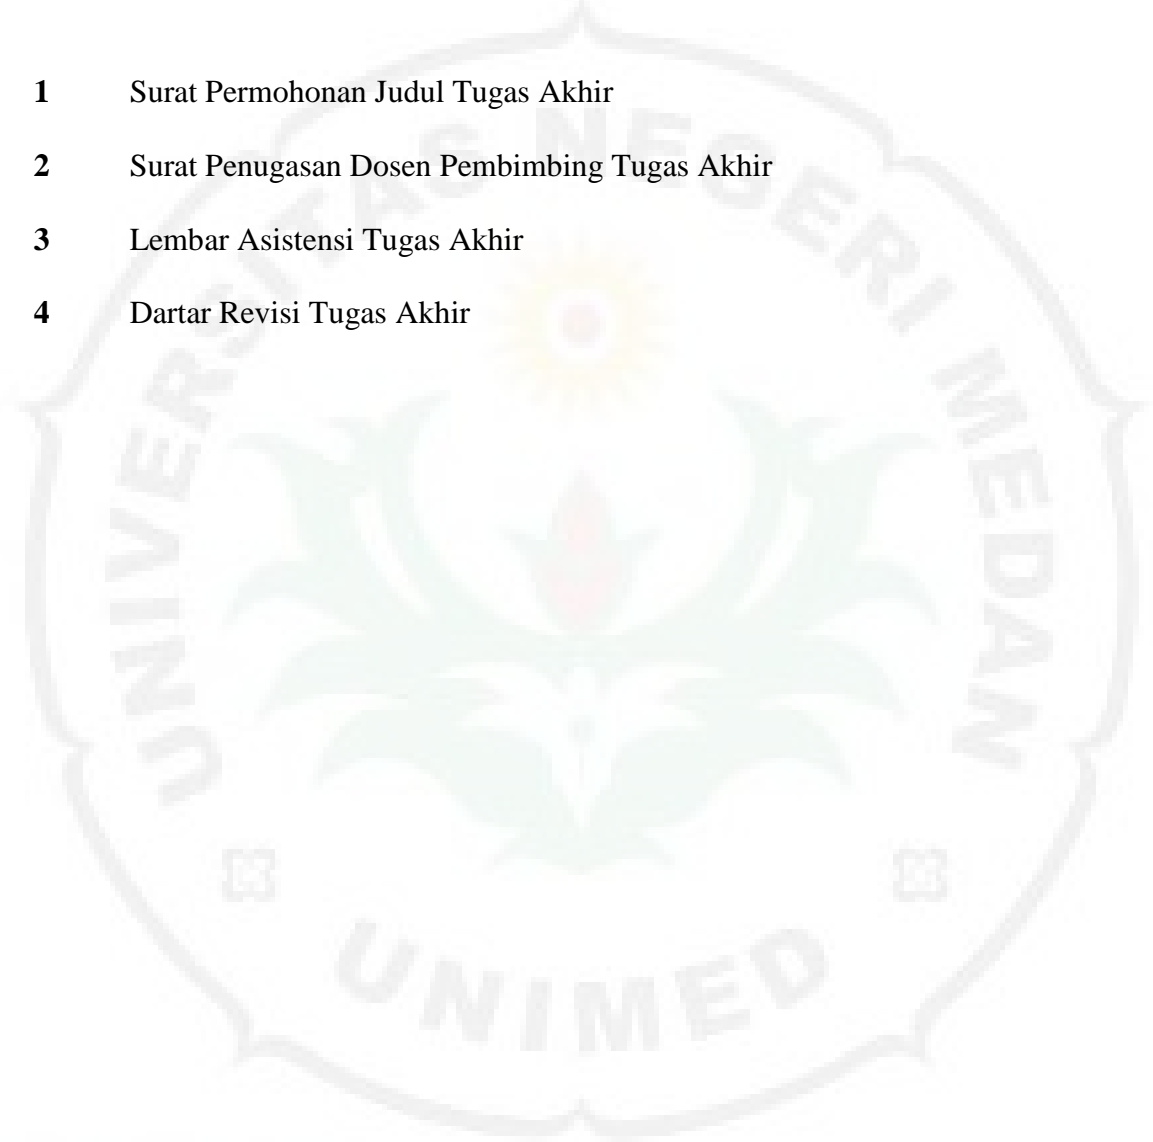 1 Surat Permohonan Judul Tugas Akhir
2 Surat Penugasan Dosen Pembimbing Tugas Akhir
3 Lembar Asistensi Tugas Akhir
4 Dartar Revisi Tugas Akhir
UNIVERSITAS NEGERI MEDAN
UNIMED